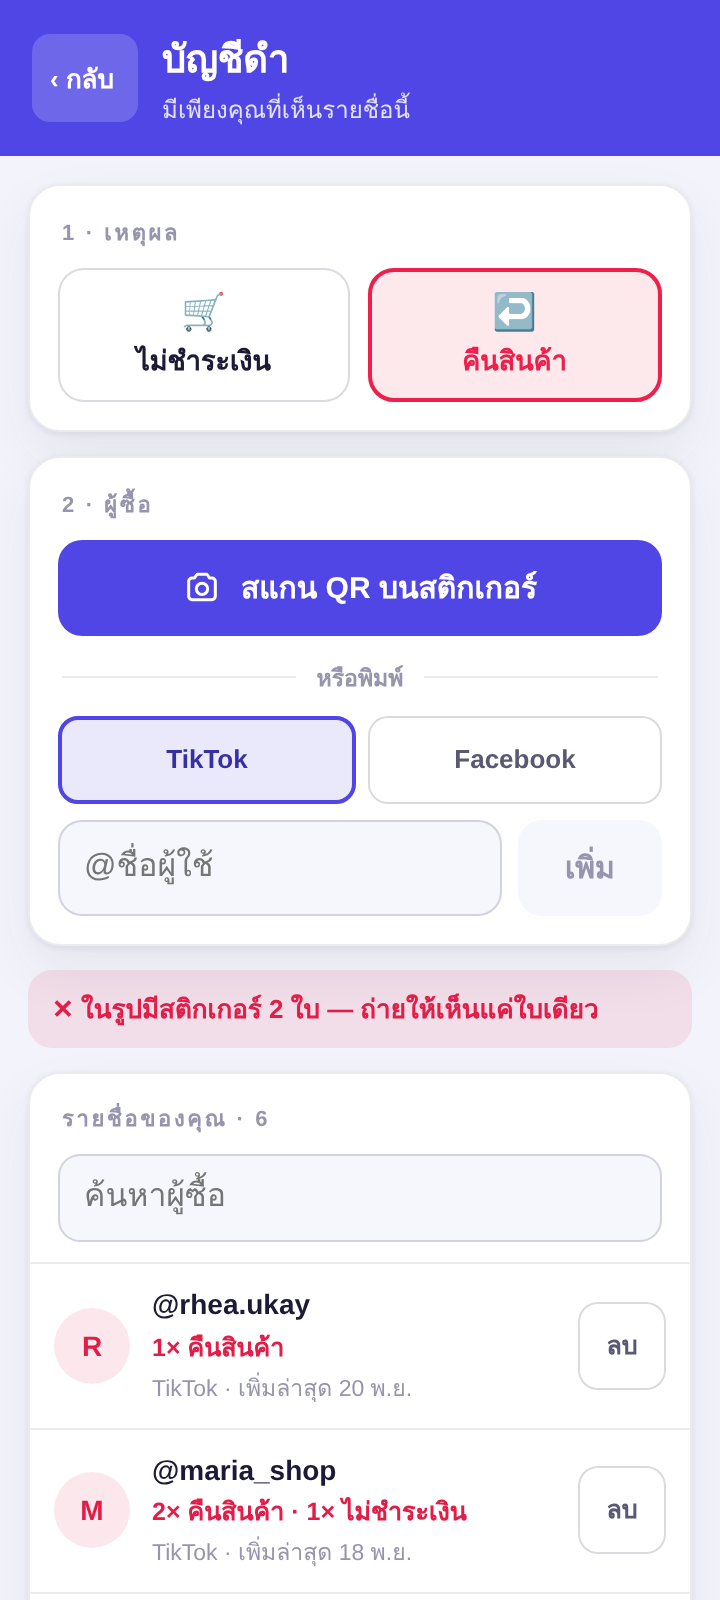 ‹ กลับ
บัญชีดำ
มีเพียงคุณที่เห็นรายชื่อนี้
1 · เหตุผล
ไม่ชำระเงิน
คืนสินค้า
2 · ผู้ซื้อ
สแกน QR บนสติกเกอร์
หรือพิมพ์
TikTok
Facebook
@ชื่อผู้ใช้
เพิ่ม
✕ ในรูปมีสติกเกอร์ 2 ใบ — ถ่ายให้เห็นแค่ใบเดียว
รายชื่อของคุณ · 6
ค้นหาผู้ซื้อ
R
@rhea.ukay
1× คืนสินค้า
TikTok · เพิ่มล่าสุด 20 พ.ย.
ลบ
M
@maria_shop
2× คืนสินค้า · 1× ไม่ชำระเงิน
TikTok · เพิ่มล่าสุด 18 พ.ย.
ลบ